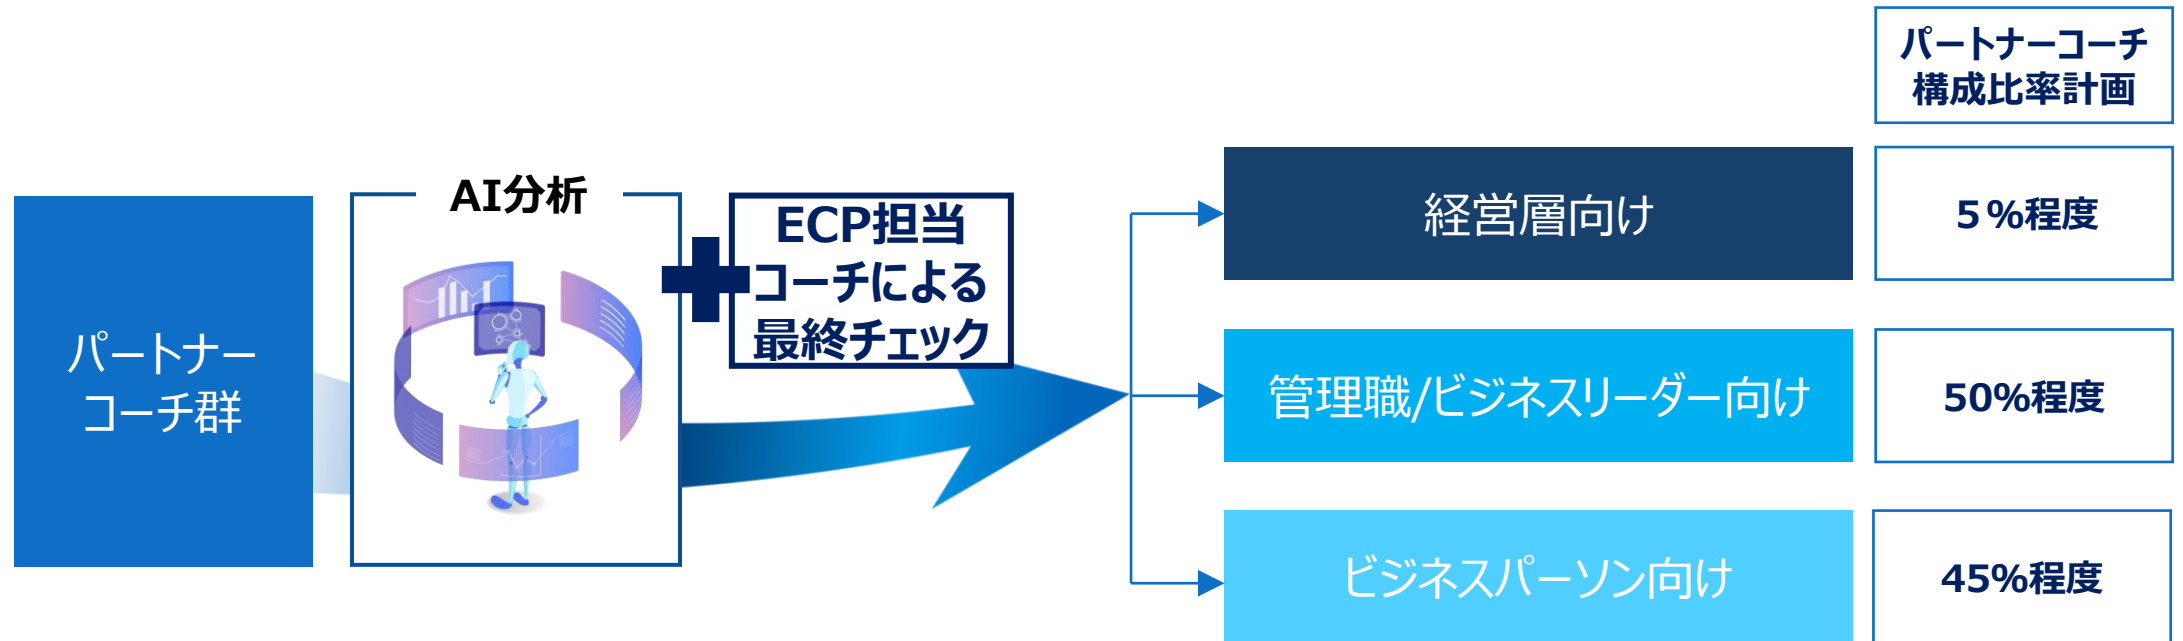 パートナーコーチ
構成比率計画
AI分析
ECP担当
コーチによる
最終チェック
パートナー
コーチ群
経営層向け
５%程度
管理職/ビジネスリーダー向け
50%程度
ビジネスパーソン向け
45%程度